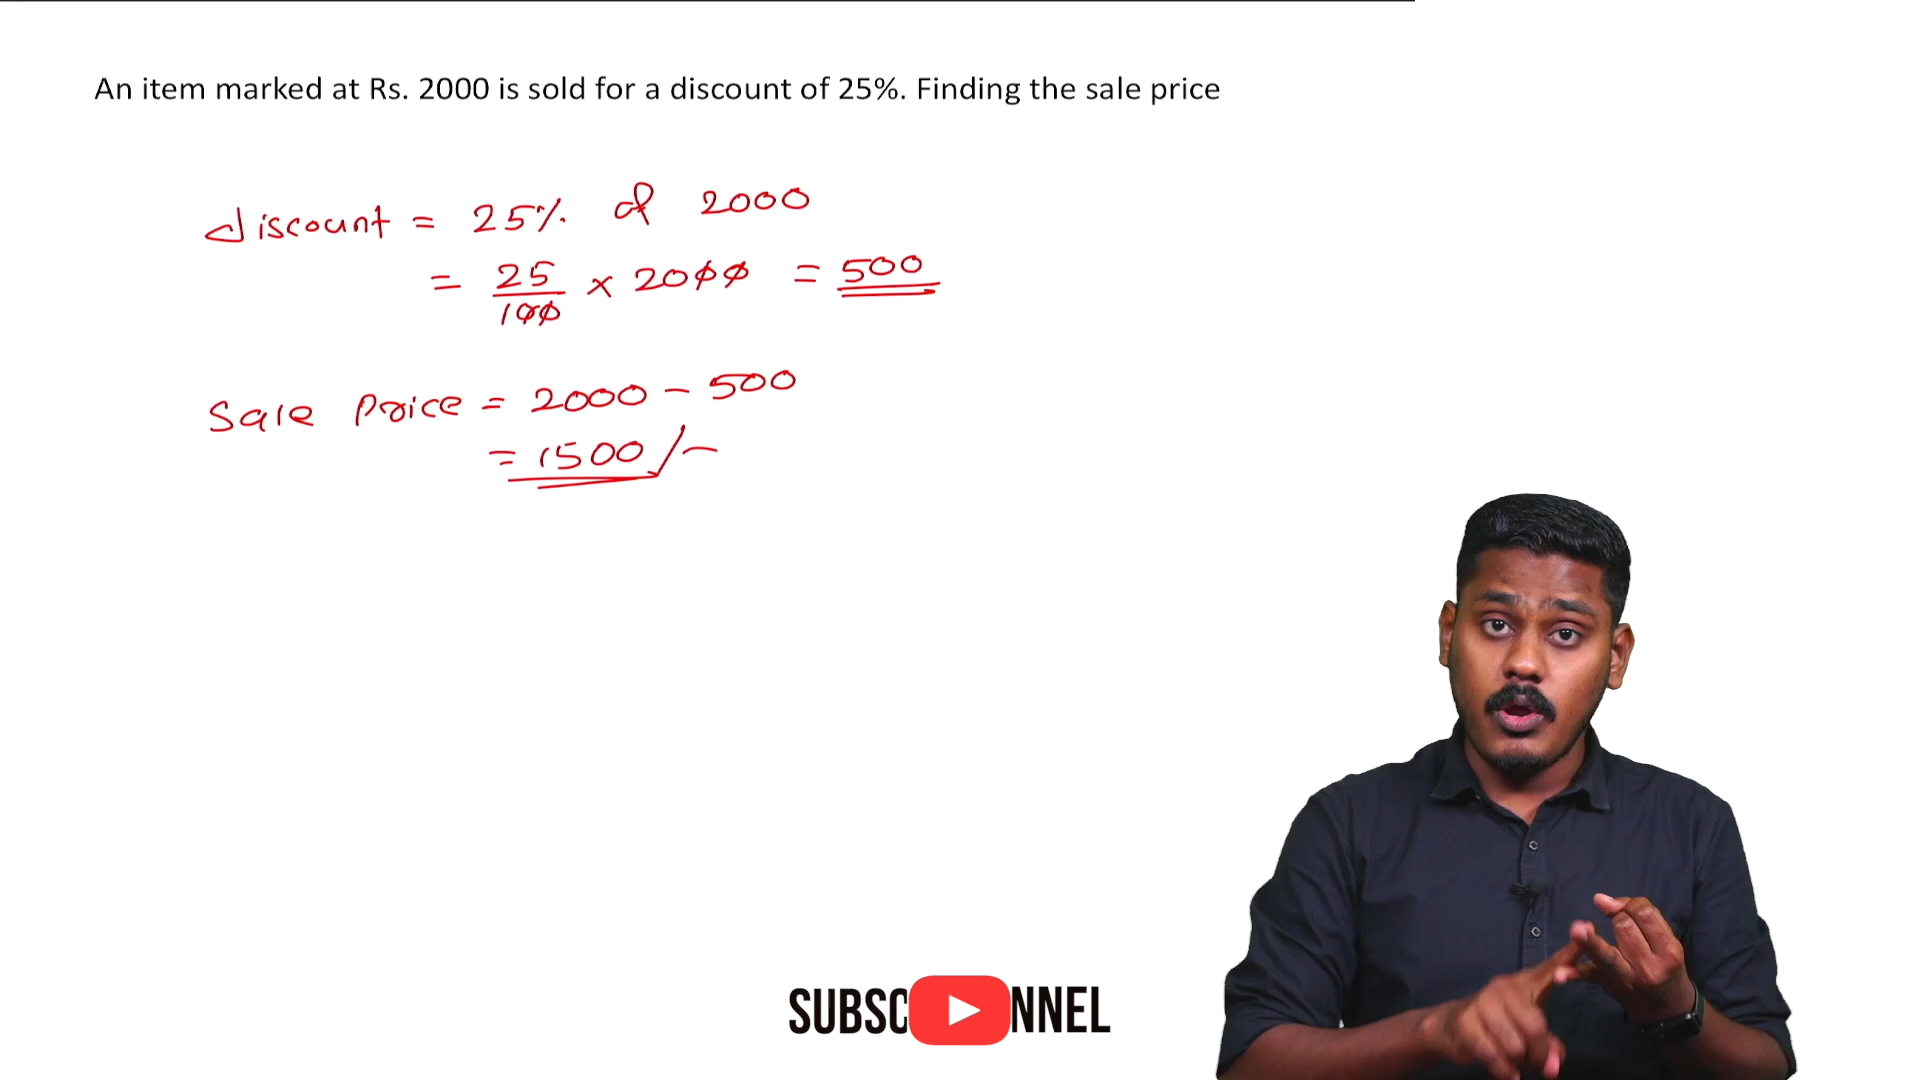 An item marked at Rs. 2000 is sold for a discount of 25%. Finding the sale price
discount = 25% of 2000
= 25/100 × 2000 = 500
Sale Price = 2000 – 500
= 1500/-
SUBSC NNEL